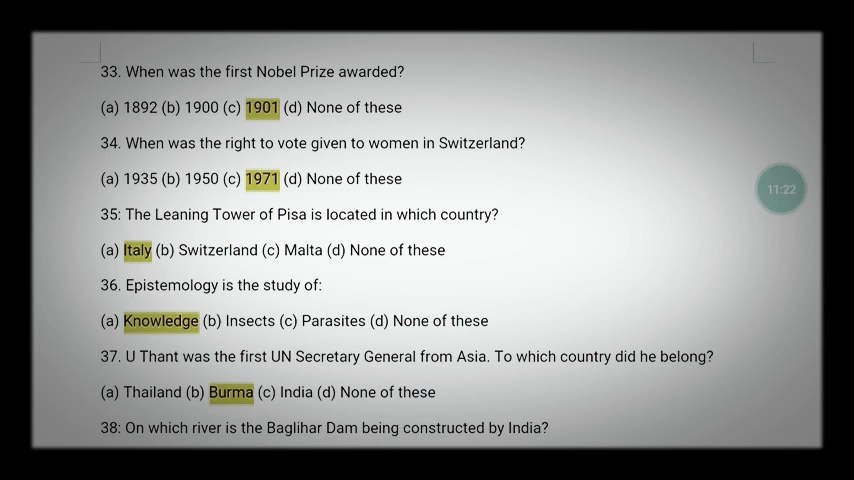 33. When was the first Nobel Prize awarded?
(a) 1892 (b) 1900 (c) 1901 (d) None of these
34. When was the right to vote given to women in Switzerland?
(a) 1935 (b) 1950 (c) 1971 (d) None of these
11:22
35: The Leaning Tower of Pisa is located in which country?
(a) Italy (b) Switzerland (c) Malta (d) None of these
36. Epistemology is the study of:
(a) Knowledge (b) Insects (c) Parasites (d) None of these
37. U Thant was the first UN Secretary General from Asia. To which country did he belong?
(a) Thailand (b) Burma (c) India (d) None of these
38: On which river is the Baglihar Dam being constructed by India?